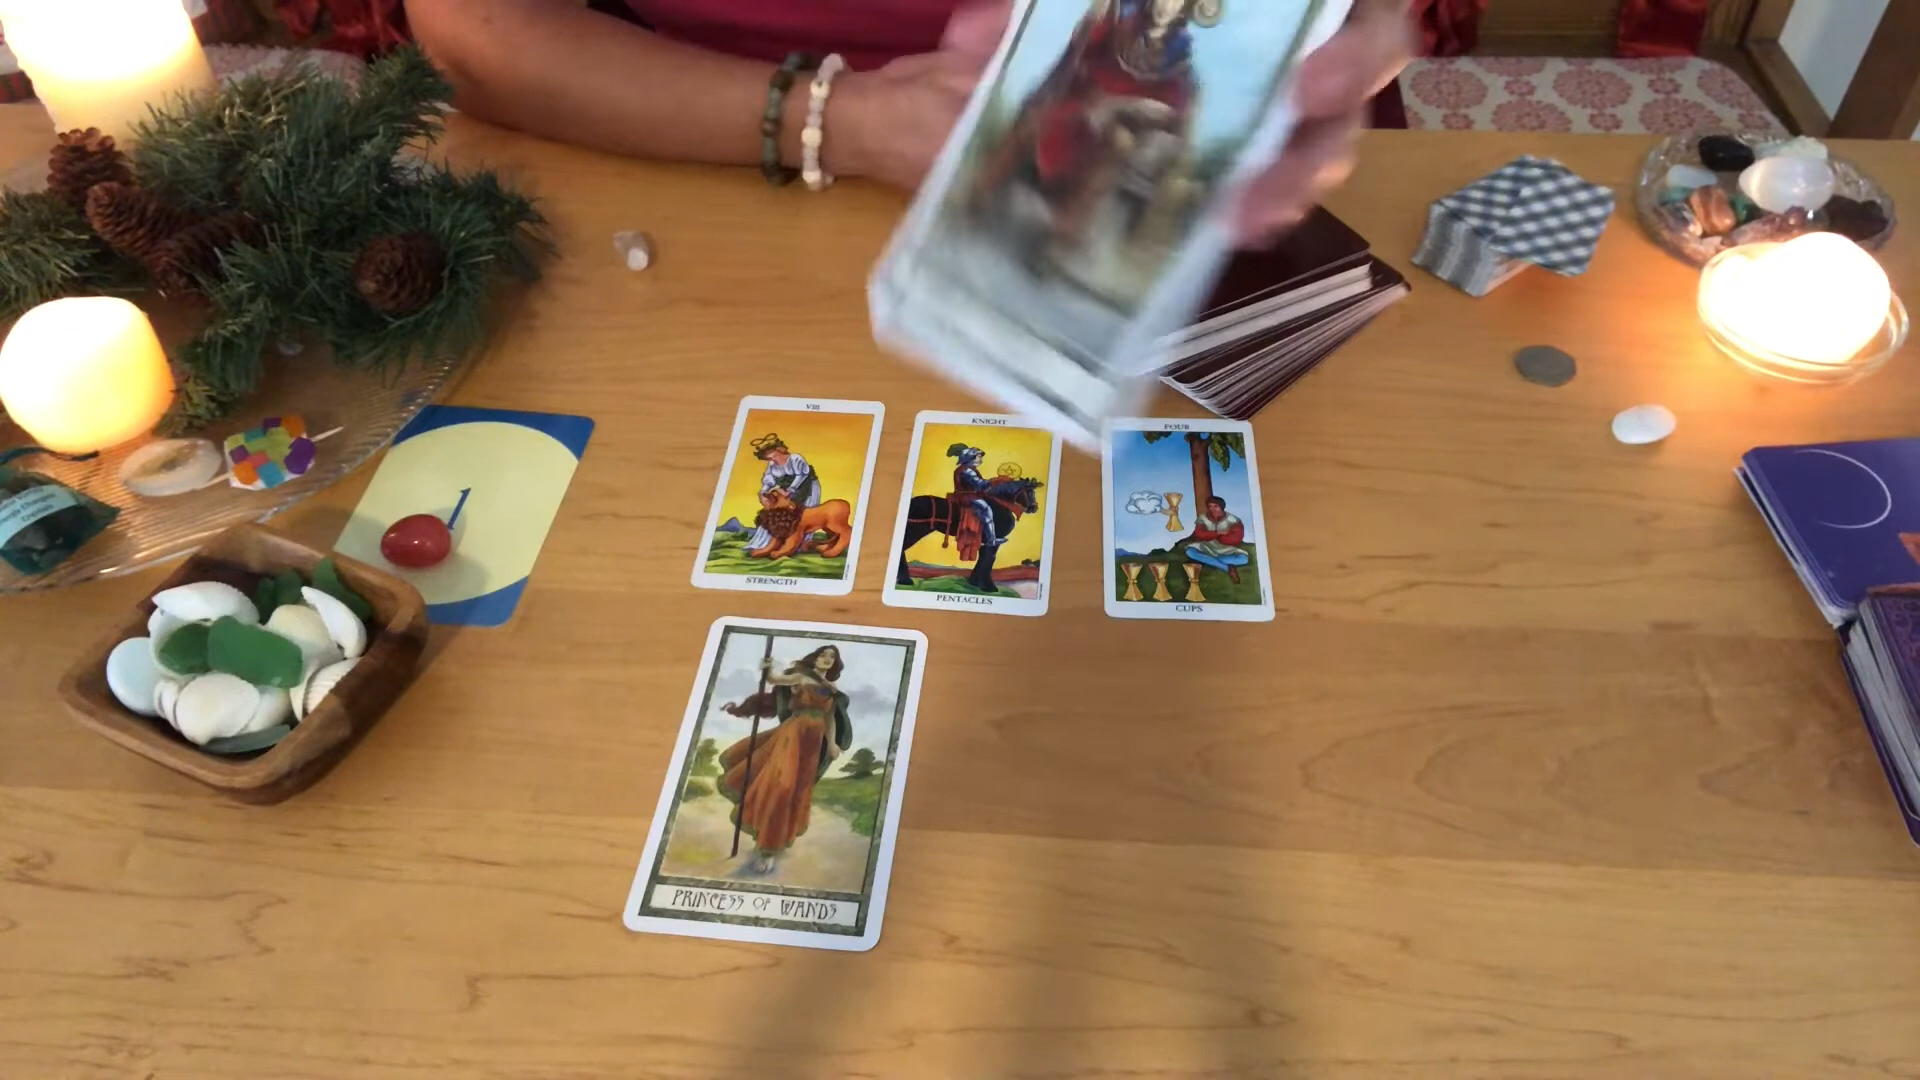 VIII
STRENGTH
KNIGHT
PENTACLES
FOUR
CUPS
1
PRINCESS OF WANDS